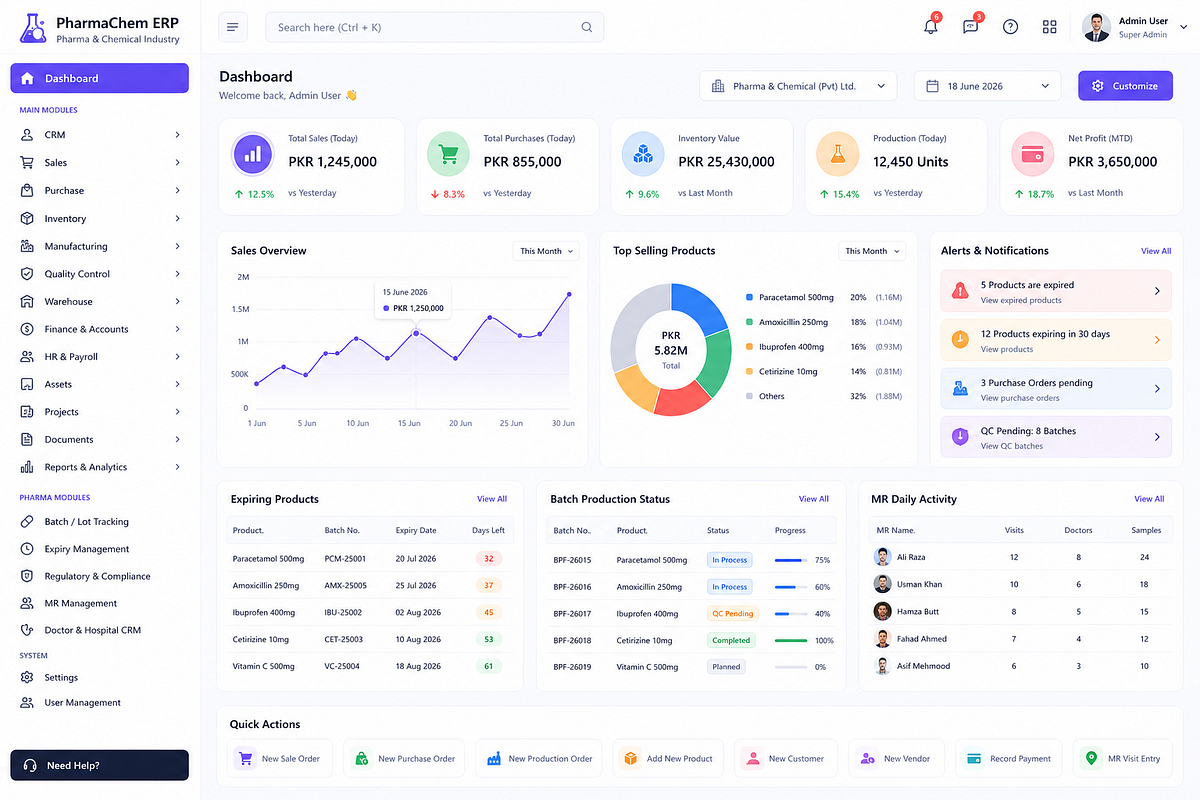 PharmaChem ERP
Pharma & Chemical Industry
Search here (Ctrl + K)
6
3
Admin User
Super Admin
Dashboard
MAIN MODULES
CRM
Sales
Purchase
Inventory
Manufacturing
Quality Control
Warehouse
Finance & Accounts
HR & Payroll
Assets
Projects
Documents
Reports & Analytics
PHARMA MODULES
Batch / Lot Tracking
Expiry Management
Regulatory & Compliance
MR Management
Doctor & Hospital CRM
SYSTEM
Settings
User Management
Need Help?
Dashboard
Welcome back, Admin User 👋
Pharma & Chemical (Pvt) Ltd.
18 June 2026
Customize
Total Sales (Today)
PKR 1,245,000
↑ 12.5% vs Yesterday
Total Purchases (Today)
PKR 855,000
↓ 8.3% vs Yesterday
Inventory Value
PKR 25,430,000
↑ 9.6% vs Last Month
Production (Today)
12,450 Units
↑ 15.4% vs Yesterday
Net Profit (MTD)
PKR 3,650,000
↑ 18.7% vs Last Month
Sales Overview
This Month
2M
1.5M
1M
500K
0
15 June 2026
PKR 1,250,000
1 Jun 5 Jun 10 Jun 15 Jun 20 Jun 25 Jun 30 Jun
Top Selling Products
This Month
PKR
5.82M
Total
Paracetamol 500mg 20% (1.16M)
Amoxicillin 250mg 18% (1.04M)
Ibuprofen 400mg 16% (0.93M)
Cetirizine 10mg 14% (0.81M)
Others 32% (1.88M)
Alerts & Notifications
View All
5 Products are expired
View expired products
12 Products expiring in 30 days
View products
3 Purchase Orders pending
View purchase orders
QC Pending: 8 Batches
View QC batches
Expiring Products
View All
Product. Batch No. Expiry Date Days Left
Paracetamol 500mg PCM-25001 20 Jul 2026 32
Amoxicillin 250mg AMX-25005 25 Jul 2026 37
Ibuprofen 400mg IBU-25002 02 Aug 2026 45
Cetirizine 10mg CET-25003 10 Aug 2026 53
Vitamin C 500mg VC-25004 18 Aug 2026 61
Batch Production Status
View All
Batch No.. Product. Status Progress
BPF-26015 Paracetamol 500mg In Process 75%
BPF-26016 Amoxicillin 250mg In Process 60%
BPF-26017 Ibuprofen 400mg QC Pending 40%
BPF-26018 Cetirizine 10mg Completed 100%
BPF-26019 Vitamin C 500mg Planned 0%
MR Daily Activity
View All
MR Name. Visits Doctors Samples
Ali Raza 12 8 24
Usman Khan 10 6 18
Hamza Butt 8 5 15
Fahad Ahmed 7 4 12
Asif Mehmood 6 3 10
Quick Actions
New Sale Order
New Purchase Order
New Production Order
Add New Product
New Customer
New Vendor
Record Payment
MR Visit Entry